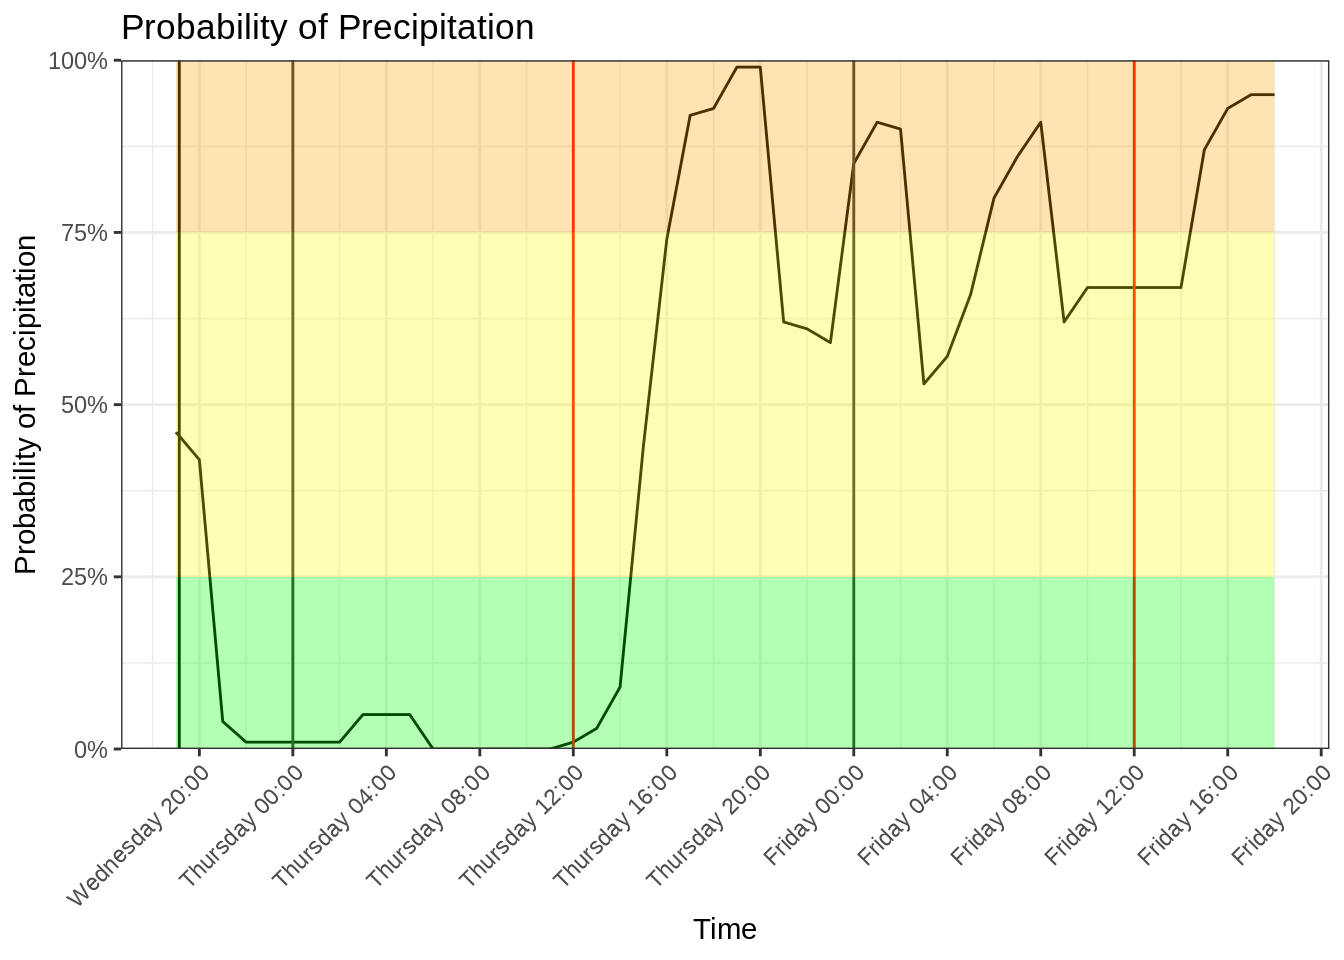 Probability of Precipitation
Probability of Precipitation
100%
75%
50%
25%
0%
Wednesday 20:00
Thursday 00:00
Thursday 04:00
Thursday 08:00
Thursday 12:00
Thursday 16:00
Thursday 20:00
Friday 00:00
Friday 04:00
Friday 08:00
Friday 12:00
Friday 16:00
Friday 20:00
Time